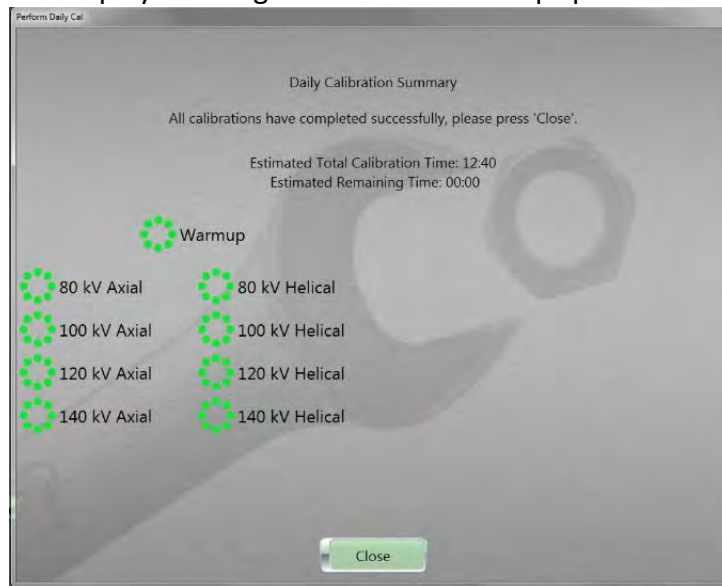 Perform Daily Cal
Daily Calibration Summary
All calibrations have completed successfully, please press 'Close'.
Estimated Total Calibration Time: 12:40
Estimated Remaining Time: 00:00
Warmup
80 kV Axial 80 kV Helical
100 kV Axial 100 kV Helical
120 kV Axial 120 kV Helical
140 kV Axial 140 kV Helical
Close